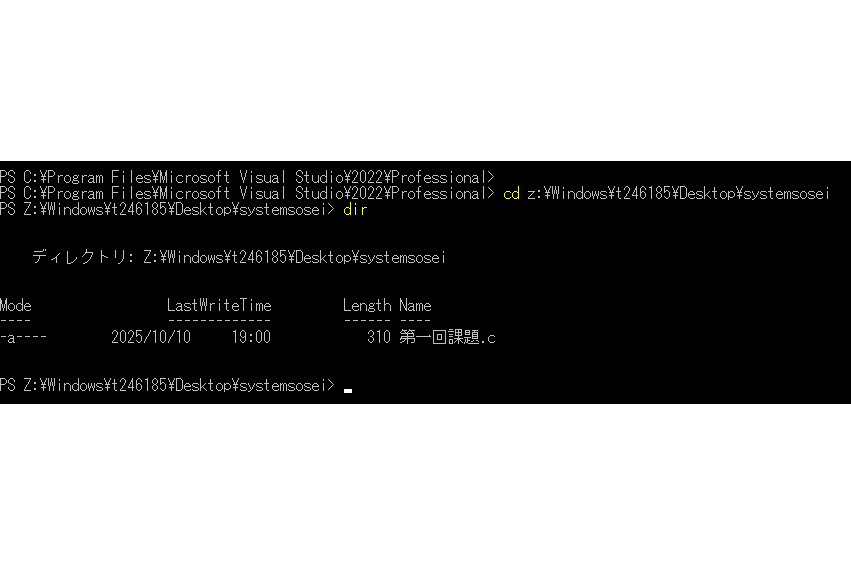 PS C:¥Program Files¥Microsoft Visual Studio¥2022¥Professional>
PS C:¥Program Files¥Microsoft Visual Studio¥2022¥Professional> cd z:¥Windows¥t246185¥Desktop¥systemsosei
PS Z:¥Windows¥t246185¥Desktop¥systemsosei> dir
ディレクトリ: Z:¥Windows¥t246185¥Desktop¥systemsosei
Mode LastWriteTime Length Name
---- ------------- ------ ----
-a---- 2025/10/10 19:00 310 第一回課題.c
PS Z:¥Windows¥t246185¥Desktop¥systemsosei>